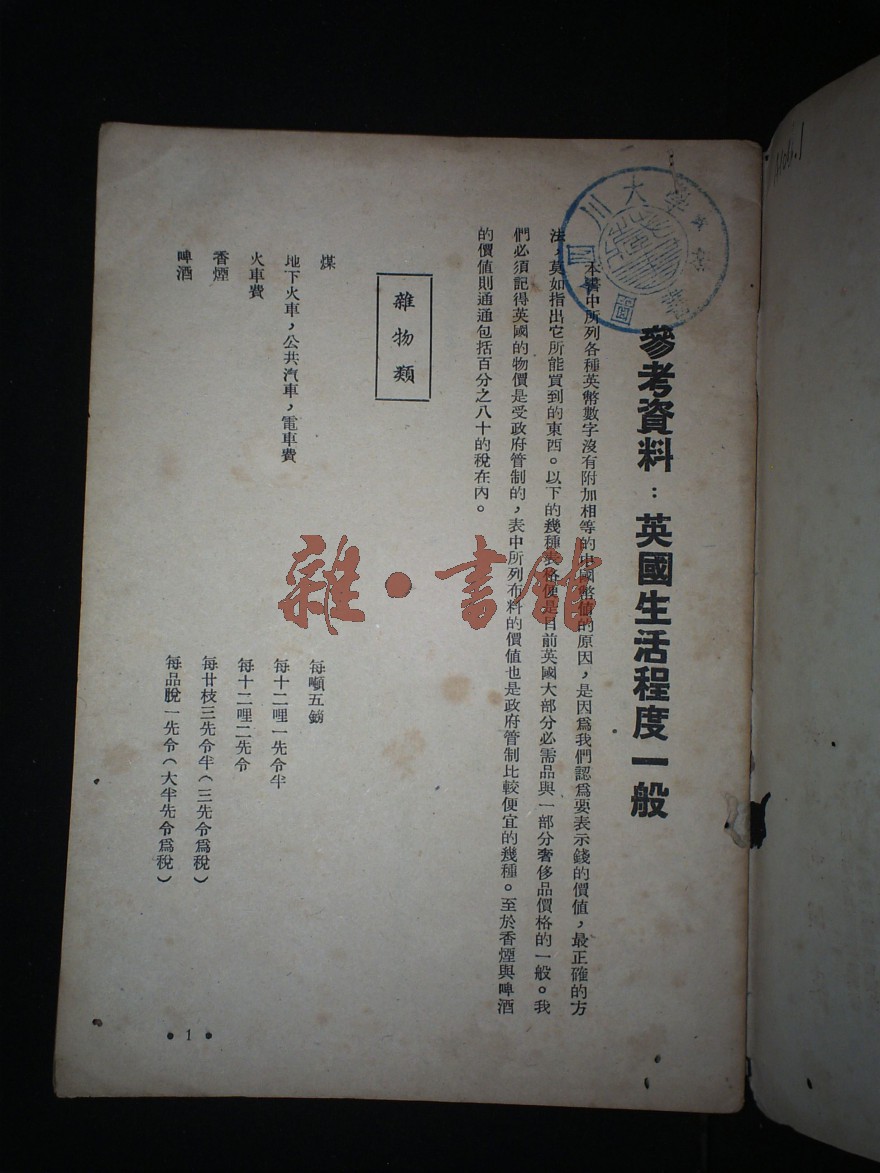 參考資料：英國生活程度一般
本書中所列各種英幣數字沒有附加相等的中國幣值的原因，是因為我們認為要表示錢的價值，最正確的方
法，莫如指出它所能買到的東西。以下的幾種表格便是目前英國大部分必需品與一部分奢侈品價格的一般。我
們必須記得英國的物價是受政府管制的，表中所列布料的價值也是政府管制比較便宜的幾種。至於香煙與啤酒
的價值則通通包括百分之八十的稅在內。
雜物類
煤 每噸五鎊
地下火車，公共汽車，電車費 每十二哩一先令半
火車費 每十二哩二先令
香煙 每廿枝三先令半（三先令為稅）
啤酒 每品脫一先令（大半先令為稅）
•1•
川大學
圖
雜·書館